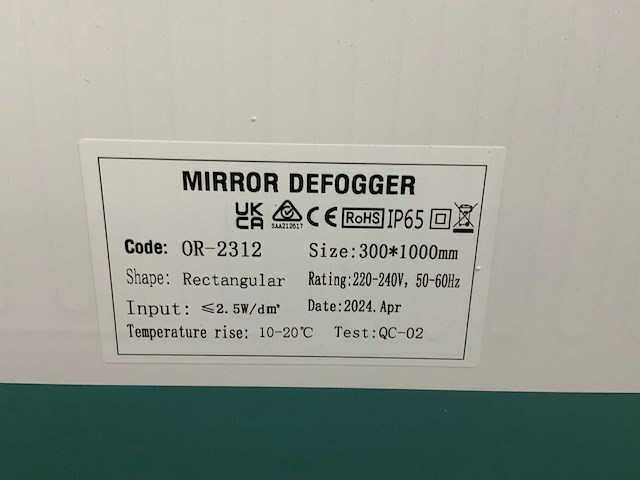 MIRROR DEFOGGER
UK CA SAA212617 CE RoHS IP65
Code: OR-2312 Size:300*1000mm
Shape: Rectangular Rating:220-240V, 50-60Hz
Input: ≤2.5W/dm² Date:2024.Apr
Temperature rise: 10-20℃ Test:QC-02